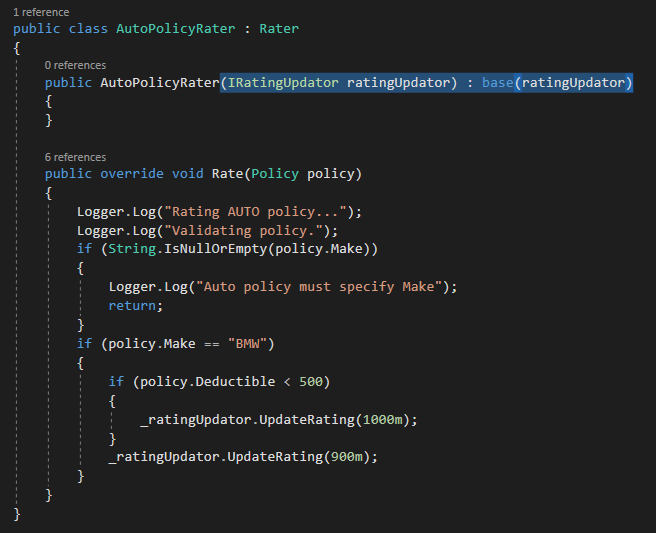 1 reference
public class AutoPolicyRater : Rater
{
0 references
public AutoPolicyRater(IRatingUpdator ratingUpdator) : base(ratingUpdator)
{
}
6 references
public override void Rate(Policy policy)
{
Logger.Log("Rating AUTO policy...");
Logger.Log("Validating policy.");
if (String.IsNullOrEmpty(policy.Make))
{
Logger.Log("Auto policy must specify Make");
return;
}
if (policy.Make == "BMW")
{
if (policy.Deductible < 500)
{
_ratingUpdator.UpdateRating(1000m);
}
_ratingUpdator.UpdateRating(900m);
}
}
}